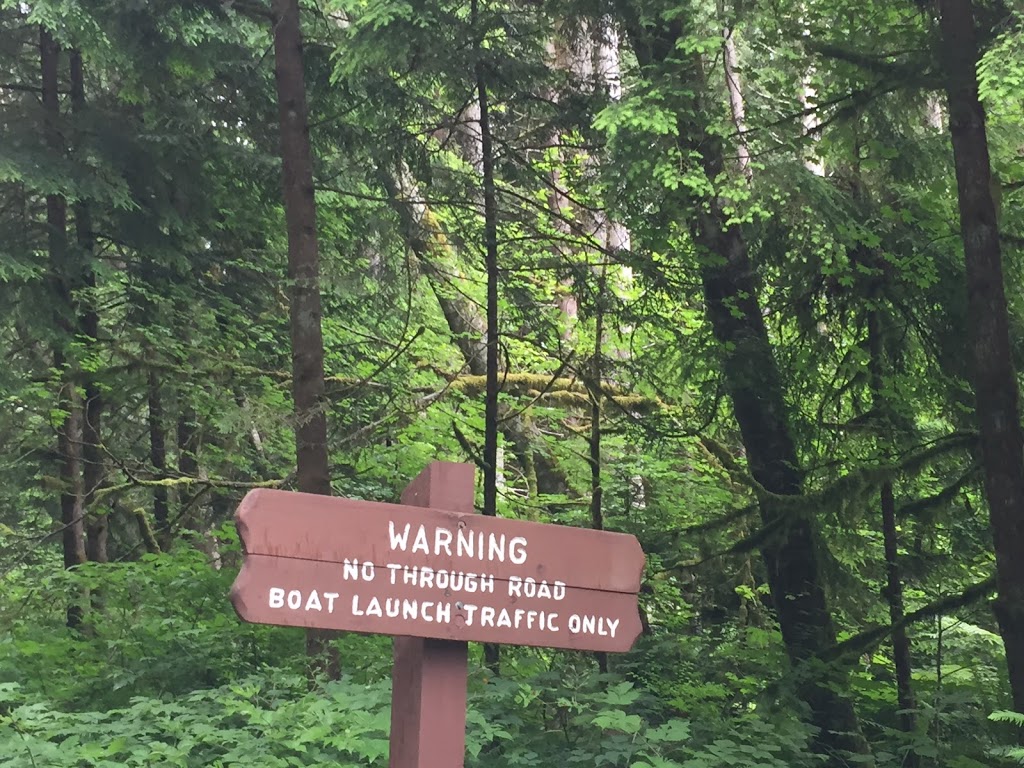 WARNING
NO THROUGH ROAD
BOAT LAUNCH TRAFFIC ONLY